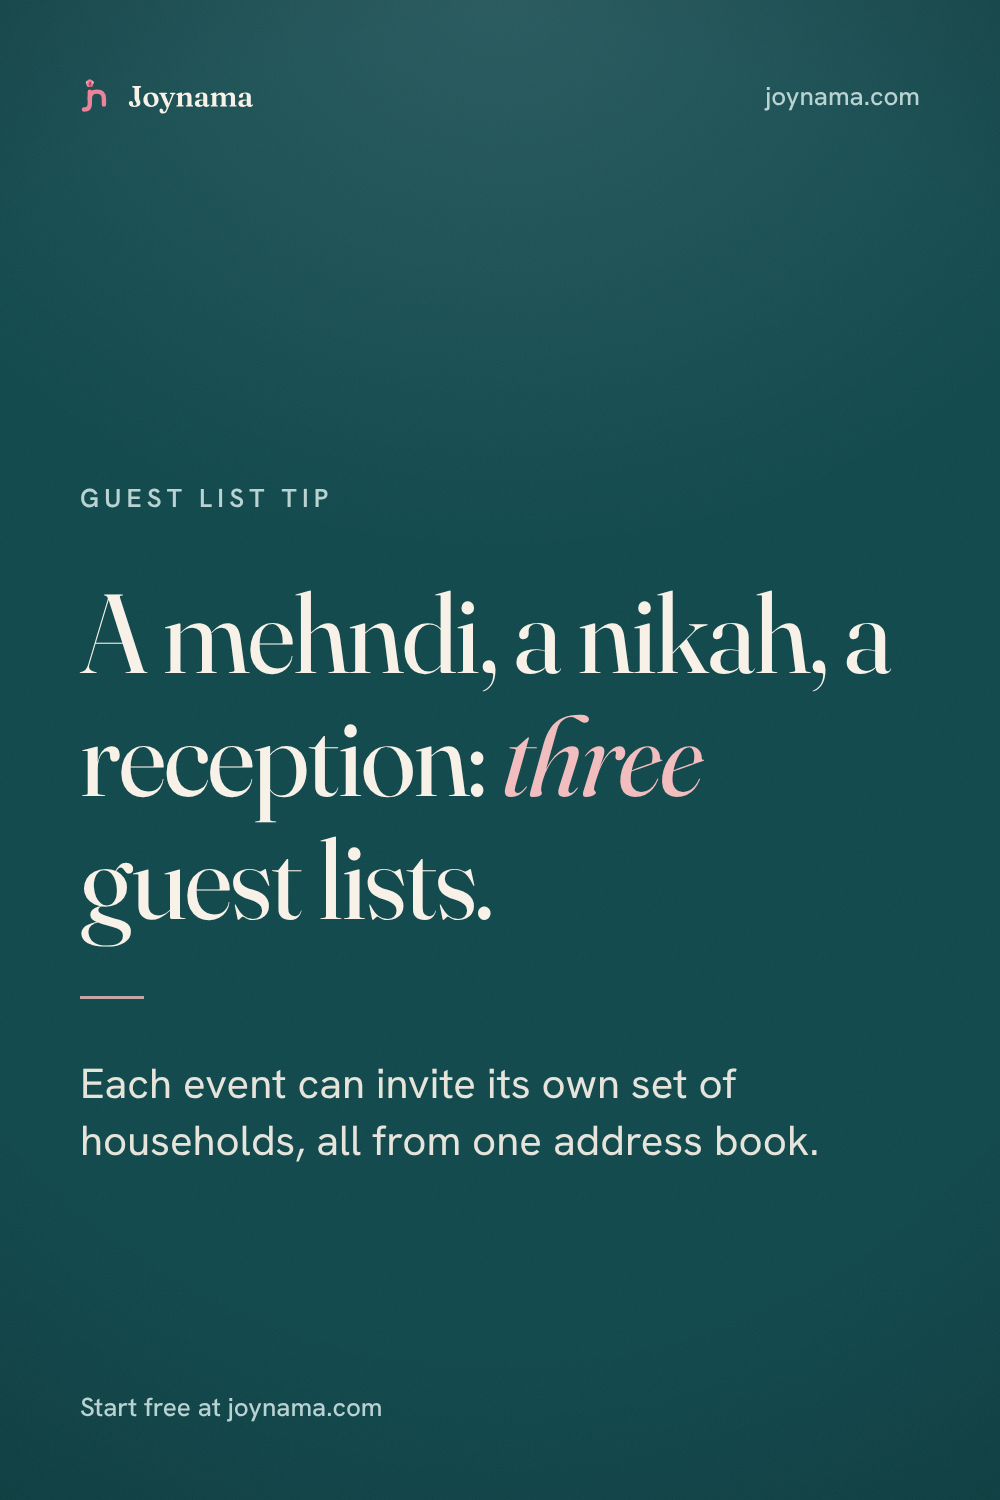 Joynama
joynama.com
GUEST LIST TIP
A mehndi, a nikah, a
reception: three
guest lists.
Each event can invite its own set of
households, all from one address book.
Start free at joynama.com